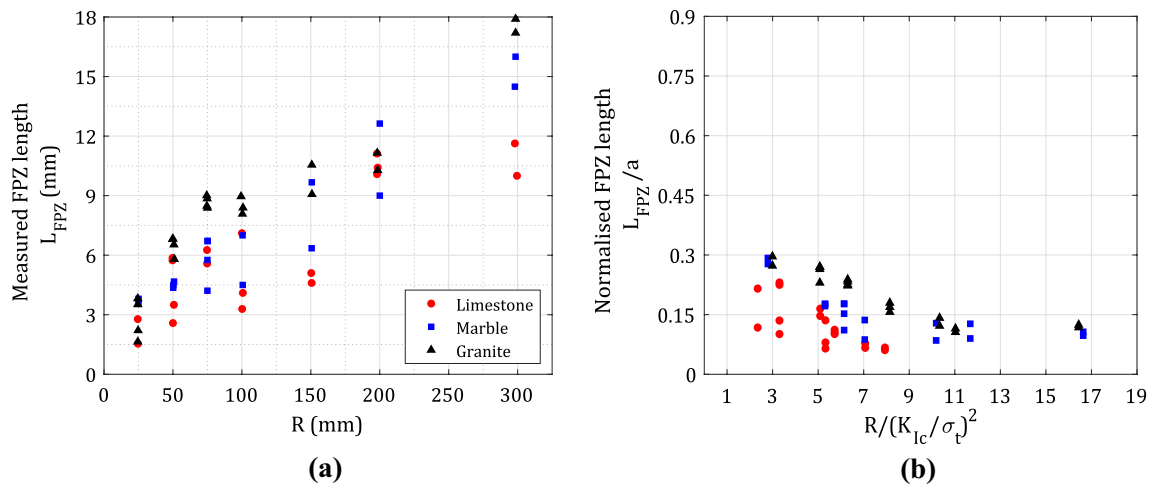 Measured FPZ length
L_FPZ (mm)
18
15
12
9
6
3
0
Limestone
Marble
Granite
0 50 100 150 200 250 300
R (mm)
(a)
Normalised FPZ length
L_FPZ/a
0.9
0.75
0.6
0.45
0.3
0.15
0
1 3 5 7 9 11 13 15 17 19
R/(K_Ic/σ_t)²
(b)